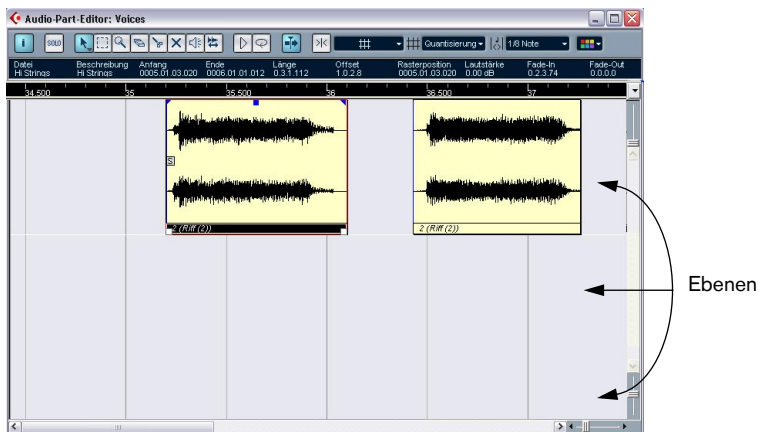 Audio-Part-Editor: Voices
i SOLO Quantisierung 1/8 Note
Datei Beschreibung Anfang Ende Länge Offset Rasterposition Lautstärke Fade-In Fade-Out
Hi Strings Hi Strings 0005.01.03.020 0006.01.01.012 0.3.1.112 1.0.2.8 0005.01.03.020 0.00 dB 0.2.3.74 0.0.0.0
34.500 35 35.500 36 36.500 37
S
2 (Riff (2)) 2 (Riff (2))
Ebenen